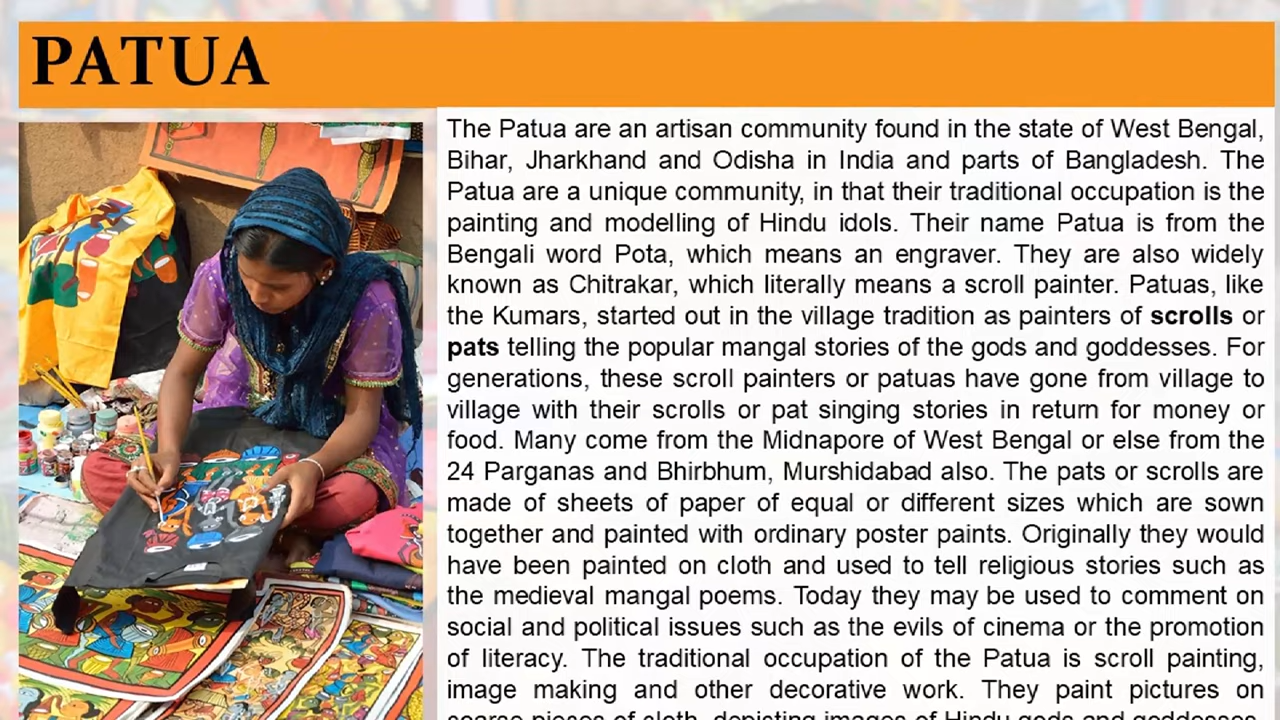 PATUA
The Patua are an artisan community found in the state of West Bengal,
Bihar, Jharkhand and Odisha in India and parts of Bangladesh. The
Patua are a unique community, in that their traditional occupation is the
painting and modelling of Hindu idols. Their name Patua is from the
Bengali word Pota, which means an engraver. They are also widely
known as Chitrakar, which literally means a scroll painter. Patuas, like
the Kumars, started out in the village tradition as painters of scrolls or
pats telling the popular mangal stories of the gods and goddesses. For
generations, these scroll painters or patuas have gone from village to
village with their scrolls or pat singing stories in return for money or
food. Many come from the Midnapore of West Bengal or else from the
24 Parganas and Bhirbhum, Murshidabad also. The pats or scrolls are
made of sheets of paper of equal or different sizes which are sown
together and painted with ordinary poster paints. Originally they would
have been painted on cloth and used to tell religious stories such as
the medieval mangal poems. Today they may be used to comment on
social and political issues such as the evils of cinema or the promotion
of literacy. The traditional occupation of the Patua is scroll painting,
image making and other decorative work. They paint pictures on
coarse pieces of cloth, depicting images of Hindu gods and goddesses,